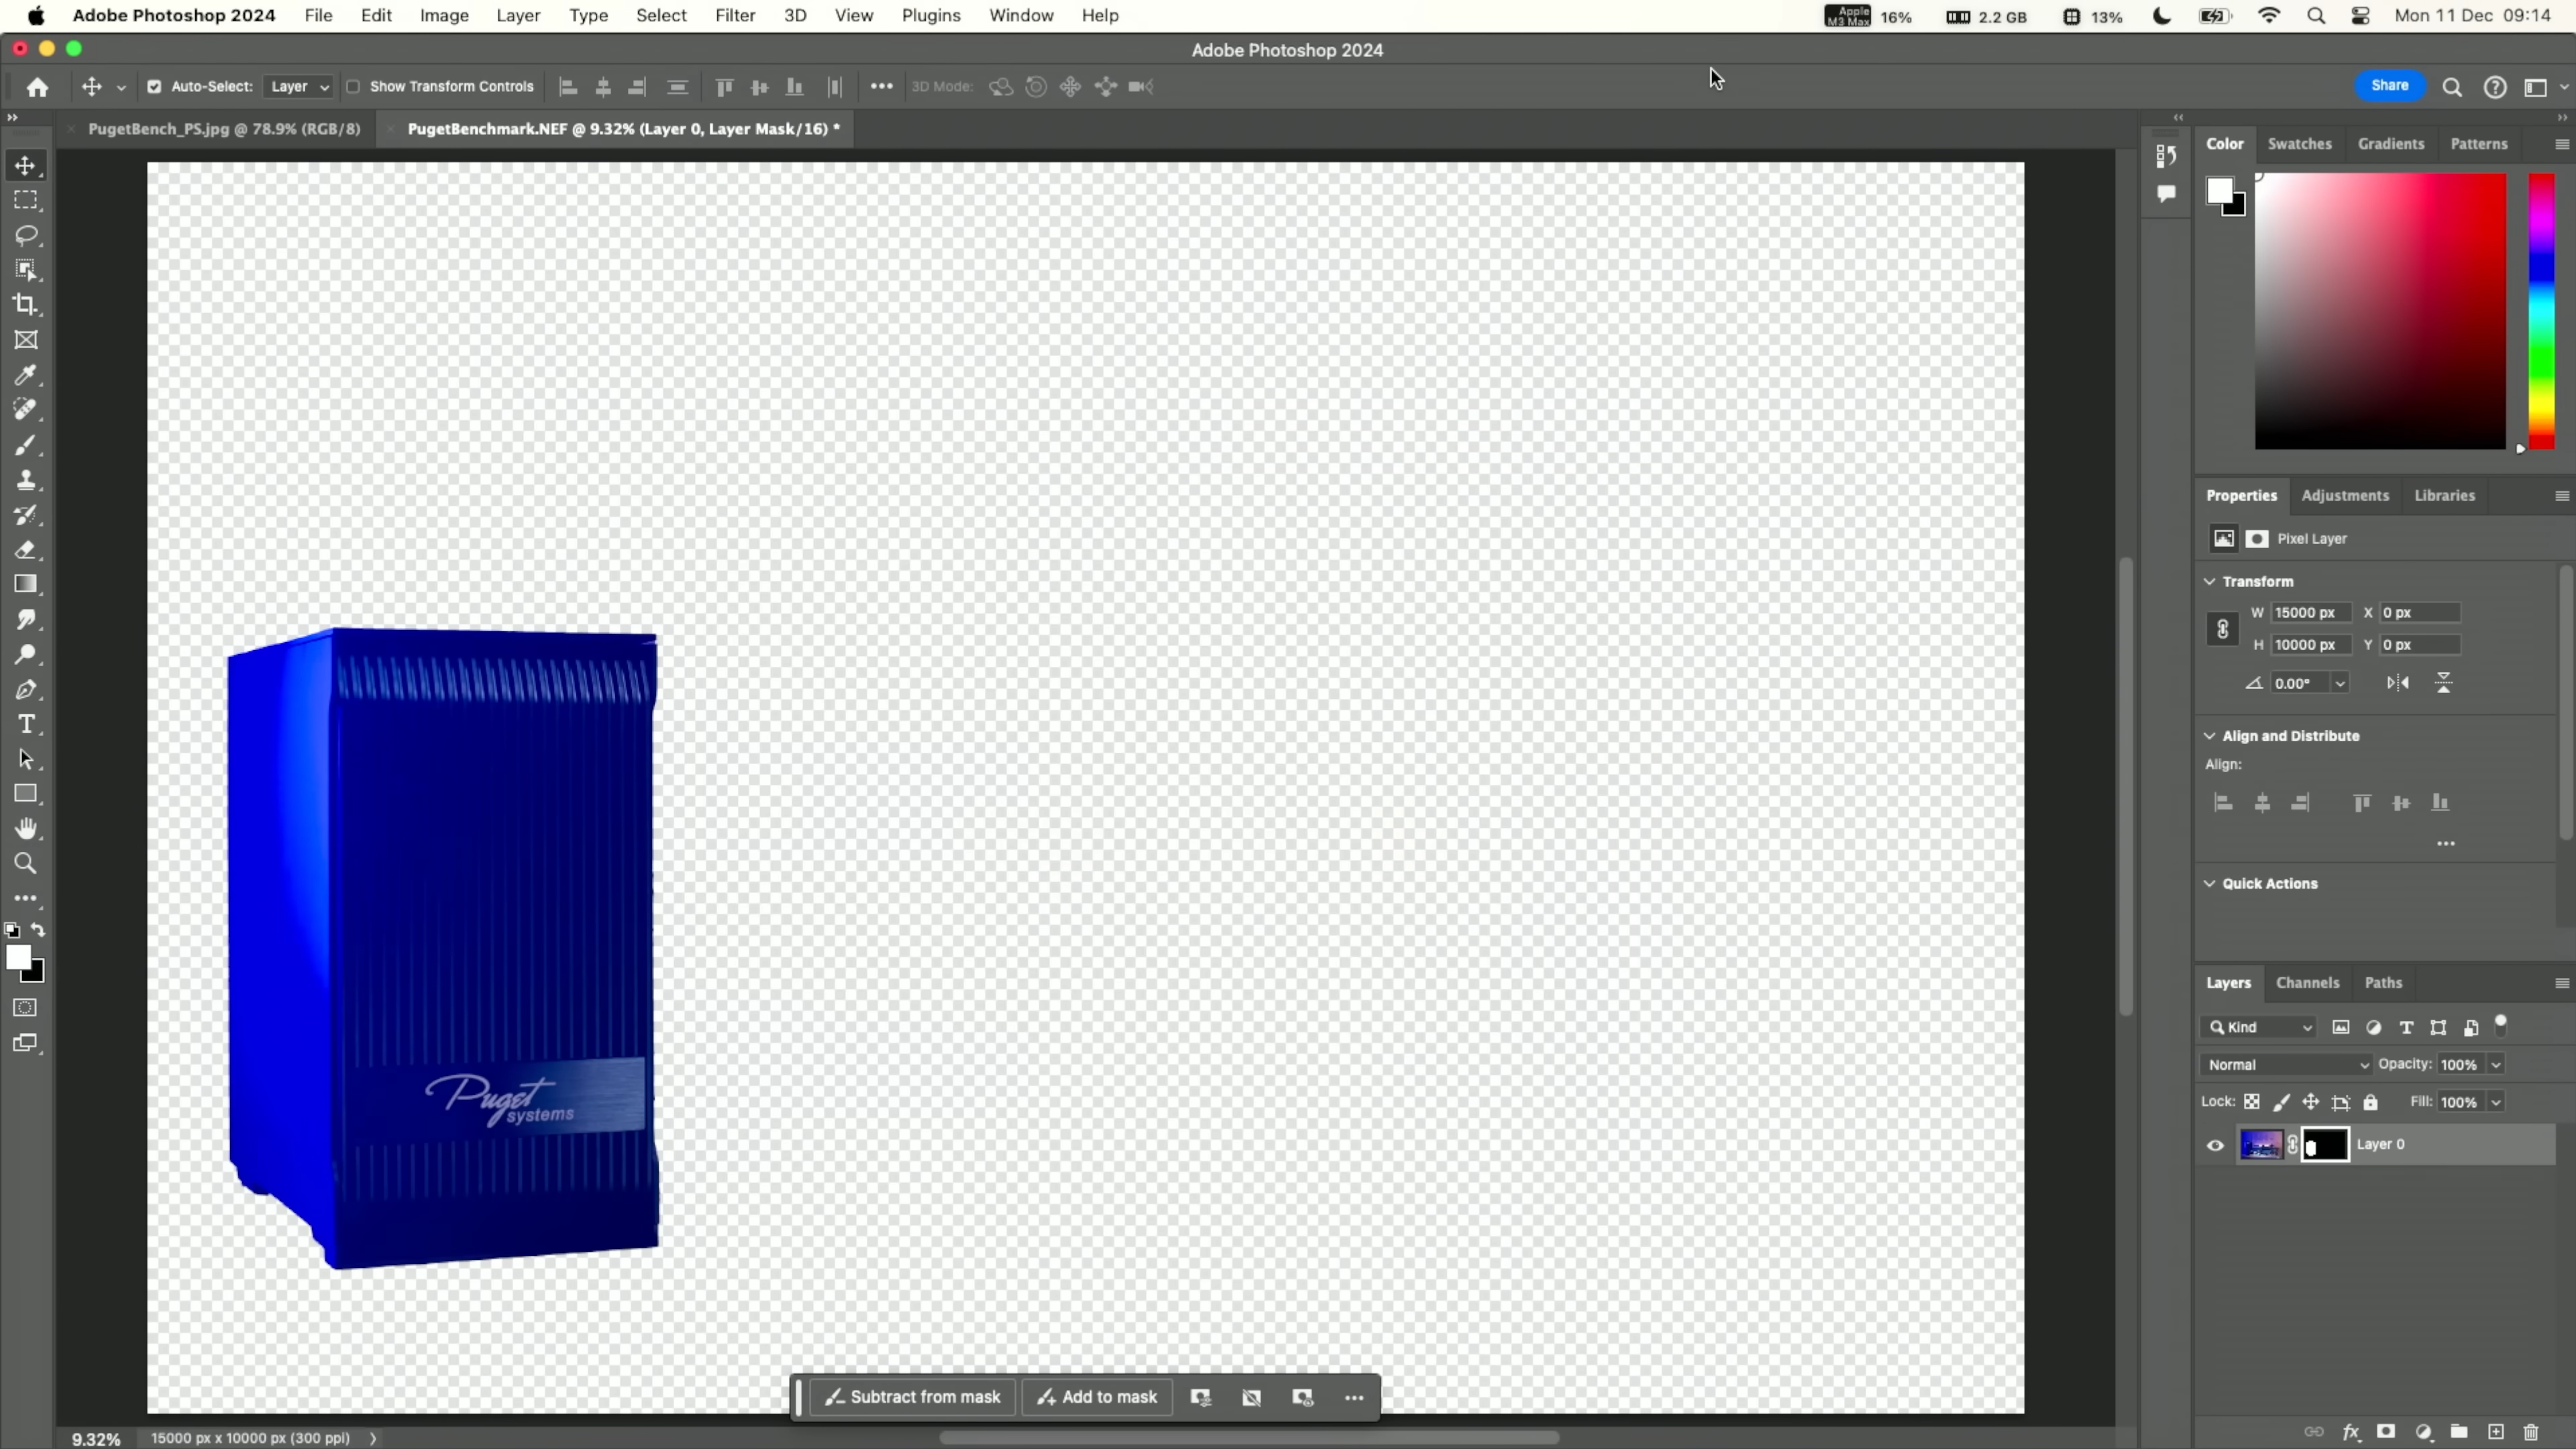 Adobe Photoshop 2024 File Edit Image Layer Type Select Filter 3D View Plugins Window Help Apple M3 Max 16% 2.2 GB 13% Mon 11 Dec 09:14
Adobe Photoshop 2024
Auto-Select: Layer Show Transform Controls 3D Mode: Share
PugetBench_PS.jpg @ 78.9% (RGB/8) PugetBenchmark.NEF @ 9.32% (Layer 0, Layer Mask/16) *
Color Swatches Gradients Patterns
Properties Adjustments Libraries
Pixel Layer
Transform
W 15000 px X 0 px
H 10000 px Y 0 px
0.00°
Align and Distribute
Align:
Quick Actions
Puget
systems
Layers Channels Paths
Kind
Normal Opacity: 100%
Lock: Fill: 100%
Layer 0
Subtract from mask Add to mask
9.32% 15000 px x 10000 px (300 ppi)